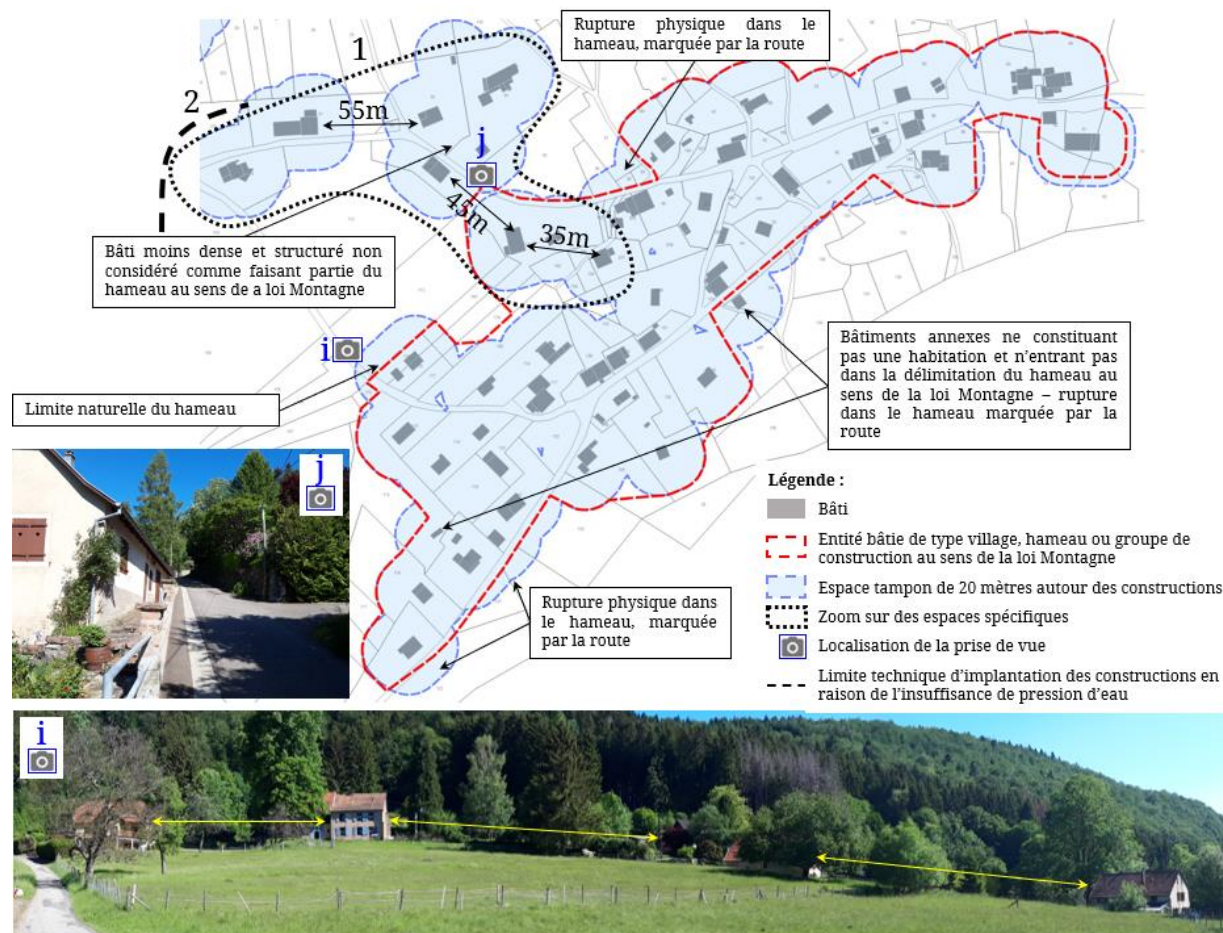 Rupture physique dans le
hameau, marquée par la route
1
2
55m
j
45m
35m
Bâti moins dense et structuré non
considéré comme faisant partie du
hameau au sens de a loi Montagne
i
Limite naturelle du hameau
Bâtiments annexes ne constituant
pas une habitation et n'entrant pas
dans la délimitation du hameau au
sens de la loi Montagne – rupture
dans le hameau marquée par la
route
j
Rupture physique dans
le hameau, marquée
par la route
Légende :
Bâti
Entité bâtie de type village, hameau ou groupe de
construction au sens de la loi Montagne
Espace tampon de 20 mètres autour des constructions
Zoom sur des espaces spécifiques
Localisation de la prise de vue
Limite technique d'implantation des constructions en
raison de l'insuffisance de pression d'eau
i